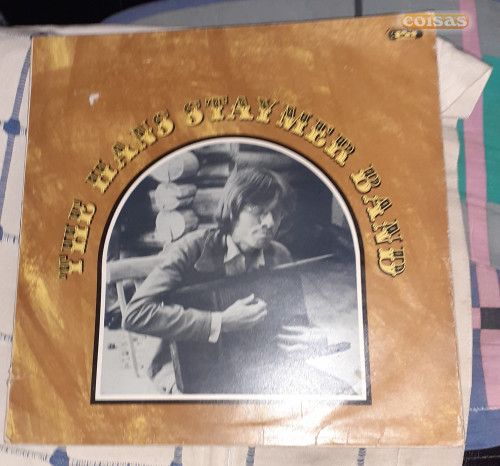 coisas
THE HANS STAYMER BAND